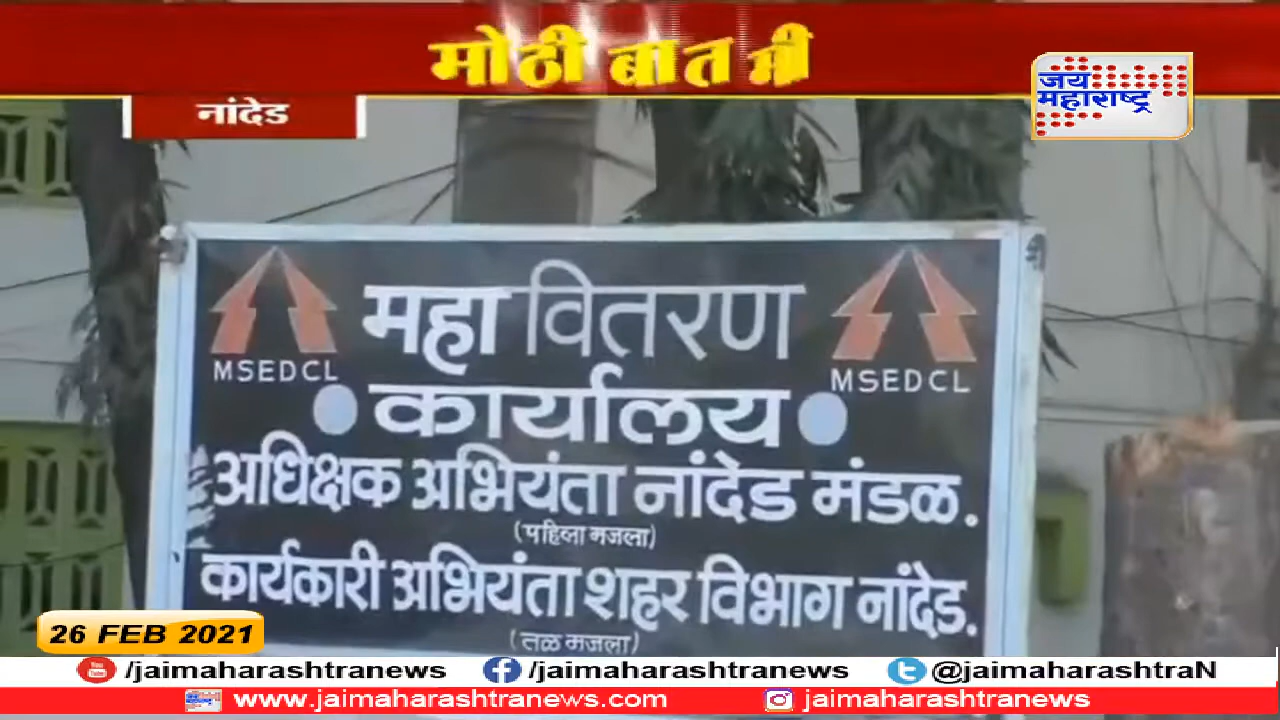 मोठी बातमी
जय
महाराष्ट्र
नांदेड
महा वितरण
MSEDCL
MSEDCL
कार्यालय
अधिक्षक अभियंता नांदेड मंडळ.
(पहिला मजला)
कार्यकारी अभियंता शहर विभाग नांदेड.
(तळ मजला)
26 FEB 2021
/jaimaharashtranews /jaimaharashtranews @jaimaharashtraN
www.jaimaharashtranews.com jaimaharashtranews